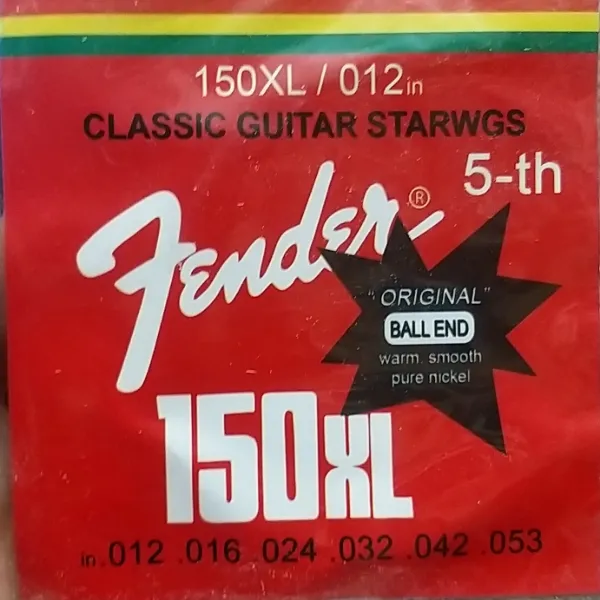 150XL / 012in
CLASSIC GUITAR STARWGS
5-th
Fender®
"ORIGINAL"
BALL END
warm. smooth
pure nickel
150XL
in .012 .016 .024 .032 .042 .053